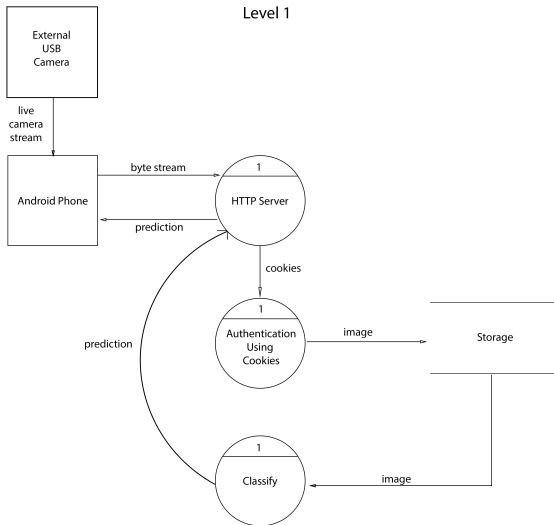 Level 1
External
USB
Camera
live
camera
stream
Android Phone
byte stream
prediction
1
HTTP Server
cookies
1
Authentication
Using
Cookies
image
Storage
prediction
1
Classify
image